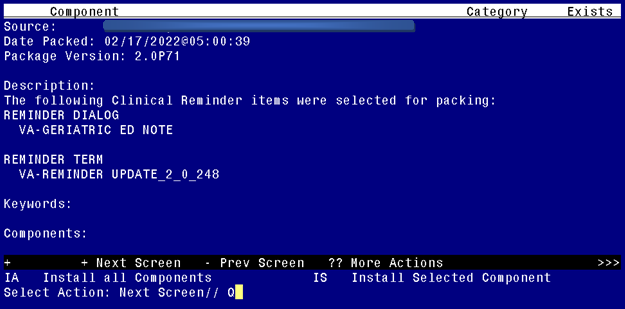 Component Category Exists
Source:
Date Packed: 02/17/2022@05:00:39
Package Version: 2.0P71
Description:
The following Clinical Reminder items were selected for packing:
REMINDER DIALOG
VA-GERIATRIC ED NOTE
REMINDER TERM
VA-REMINDER UPDATE_2_0_248
Keywords:
Components:
+ + Next Screen - Prev Screen ?? More Actions >>>
IA Install all Components IS Install Selected Component
Select Action: Next Screen// O